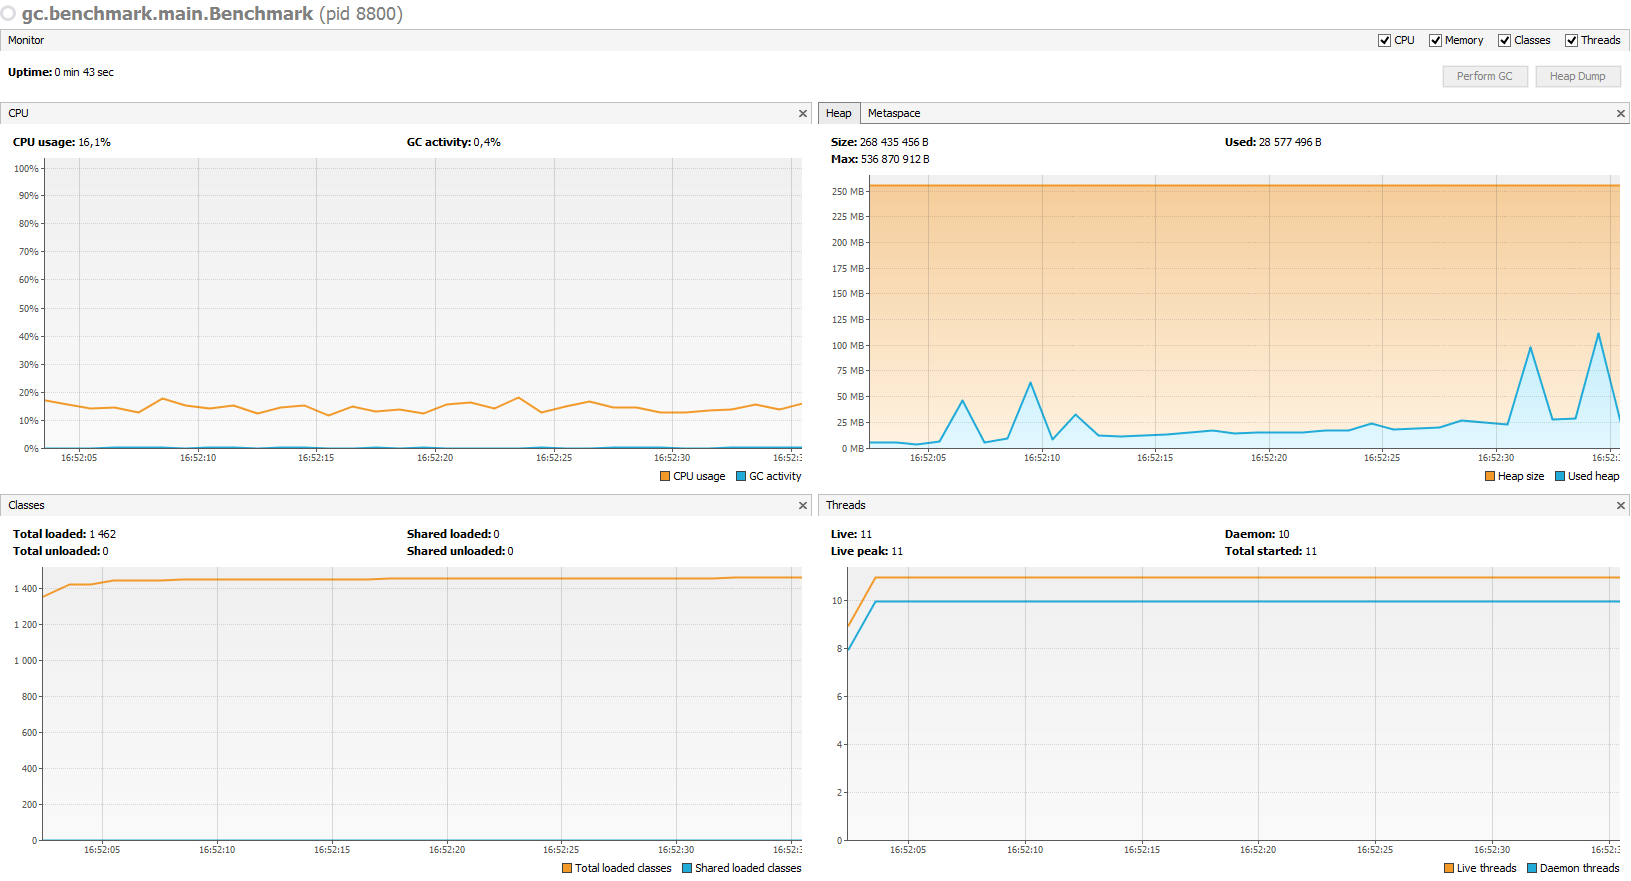 gc.benchmark.main.Benchmark (pid 8800)
Monitor
CPU Memory Classes Threads
Uptime: 0 min 43 sec
Perform GC Heap Dump
CPU
CPU usage: 16,1% GC activity: 0,4%
100%
90%
80%
70%
60%
50%
40%
30%
20%
10%
0%
16:52:05 16:52:10 16:52:15 16:52:20 16:52:25 16:52:30 16:52:3
CPU usage GC activity
Heap Metaspace
Size: 268 435 456 B Used: 28 577 496 B
Max: 536 870 912 B
250 MB
225 MB
200 MB
175 MB
150 MB
125 MB
100 MB
75 MB
50 MB
25 MB
0 MB
16:52:05 16:52:10 16:52:15 16:52:20 16:52:25 16:52:30 16:52:3
Heap size Used heap
Classes
Total loaded: 1 462 Shared loaded: 0
Total unloaded: 0 Shared unloaded: 0
1 400
1 200
1 000
800
600
400
200
0
16:52:05 16:52:10 16:52:15 16:52:20 16:52:25 16:52:30 16:52:3
Total loaded classes Shared loaded classes
Threads
Live: 11 Daemon: 10
Live peak: 11 Total started: 11
10
8
6
4
2
0
16:52:05 16:52:10 16:52:15 16:52:20 16:52:25 16:52:30 16:52:3
Live threads Daemon threads